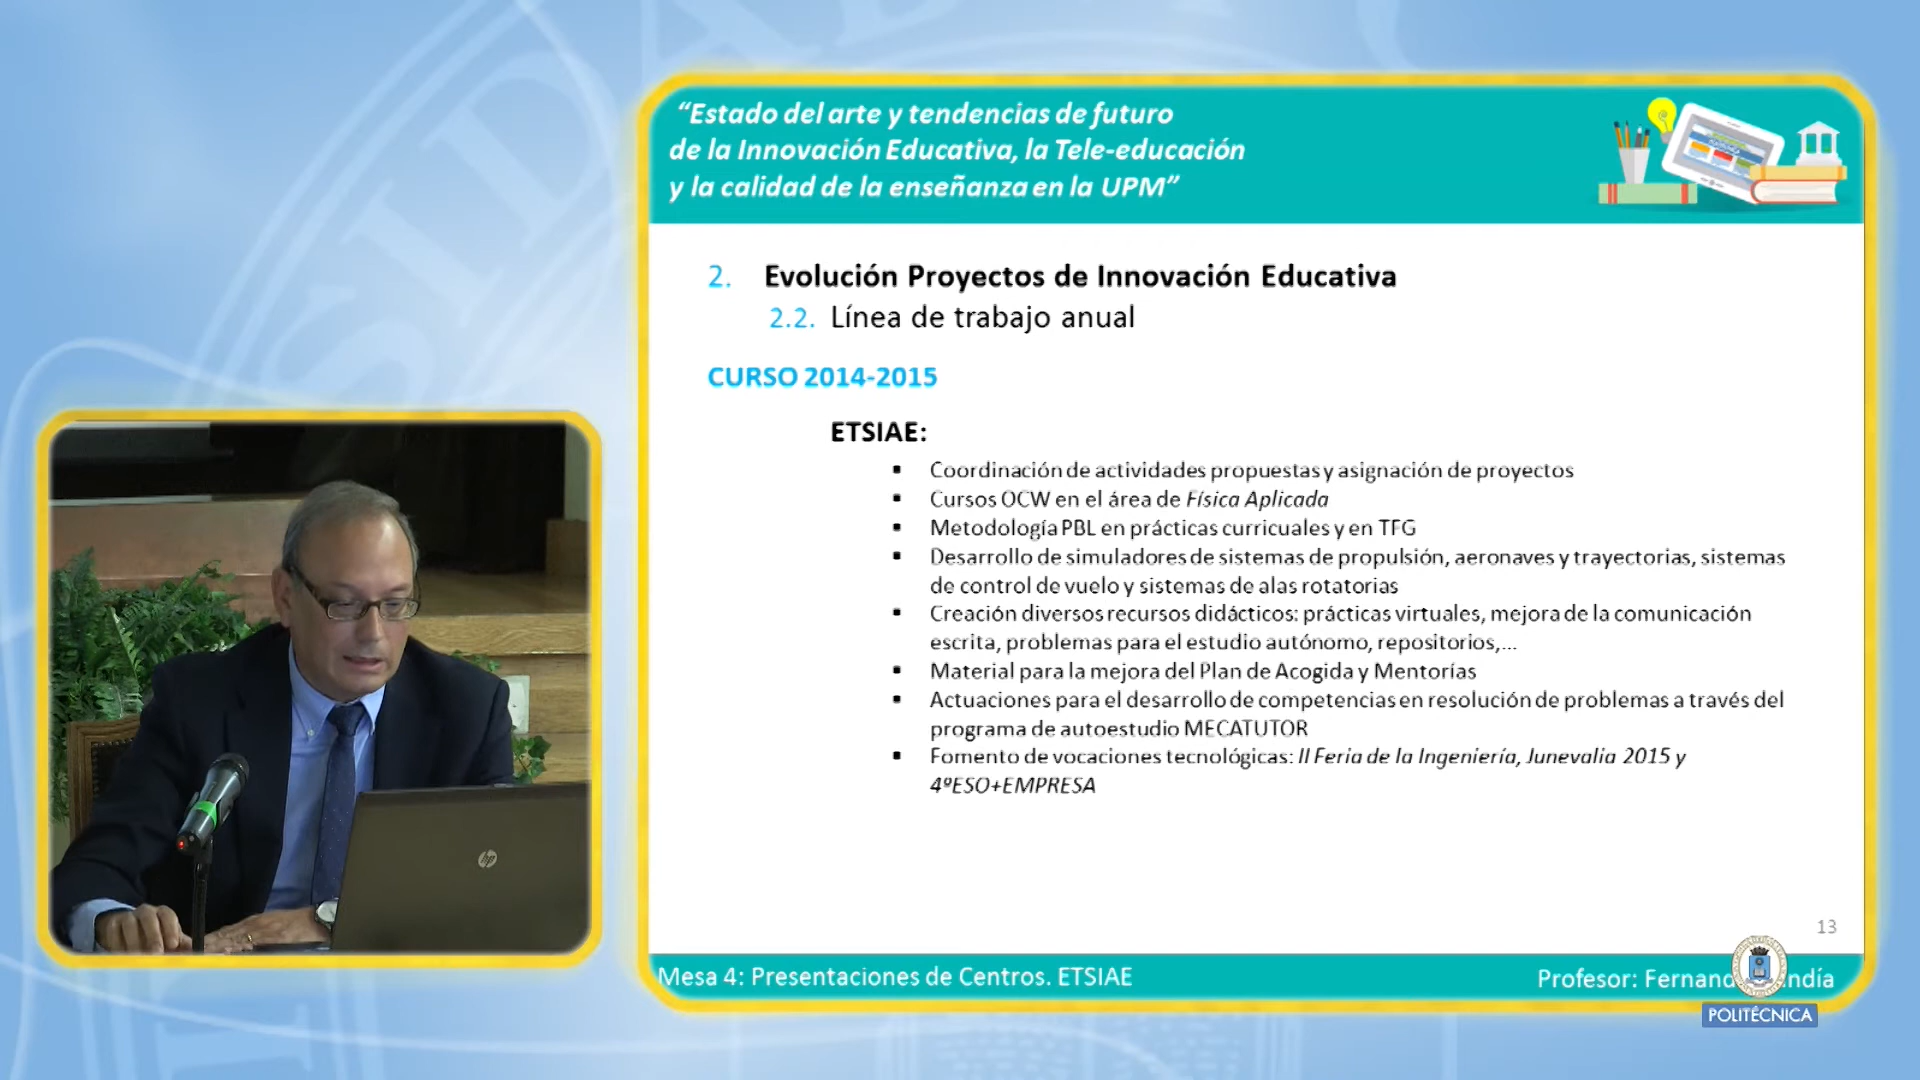 “Estado del arte y tendencias de futuro
de la Innovación Educativa, la Tele-educación
y la calidad de la enseñanza en la UPM”
2. Evolución Proyectos de Innovación Educativa
2.2. Línea de trabajo anual
CURSO 2014-2015
ETSIAE:
▪ Coordinación de actividades propuestas y asignación de proyectos
▪ Cursos OCW en el área de Física Aplicada
▪ Metodología PBL en prácticas curricuales y en TFG
▪ Desarrollo de simuladores de sistemas de propulsión, aeronaves y trayectorias, sistemas
de control de vuelo y sistemas de alas rotatorias
▪ Creación diversos recursos didácticos: prácticas virtuales, mejora de la comunicación
escrita, problemas para el estudio autónomo, repositorios,...
▪ Material para la mejora del Plan de Acogida y Mentorías
▪ Actuaciones para el desarrollo de competencias en resolución de problemas a través del
programa de autoestudio MECATUTOR
▪ Fomento de vocaciones tecnológicas: II Feria de la Ingeniería, Junevalia 2015 y
4ºESO+EMPRESA
13
Mesa 4: Presentaciones de Centros. ETSIAE
Profesor:
POLITÉCNICA
hp